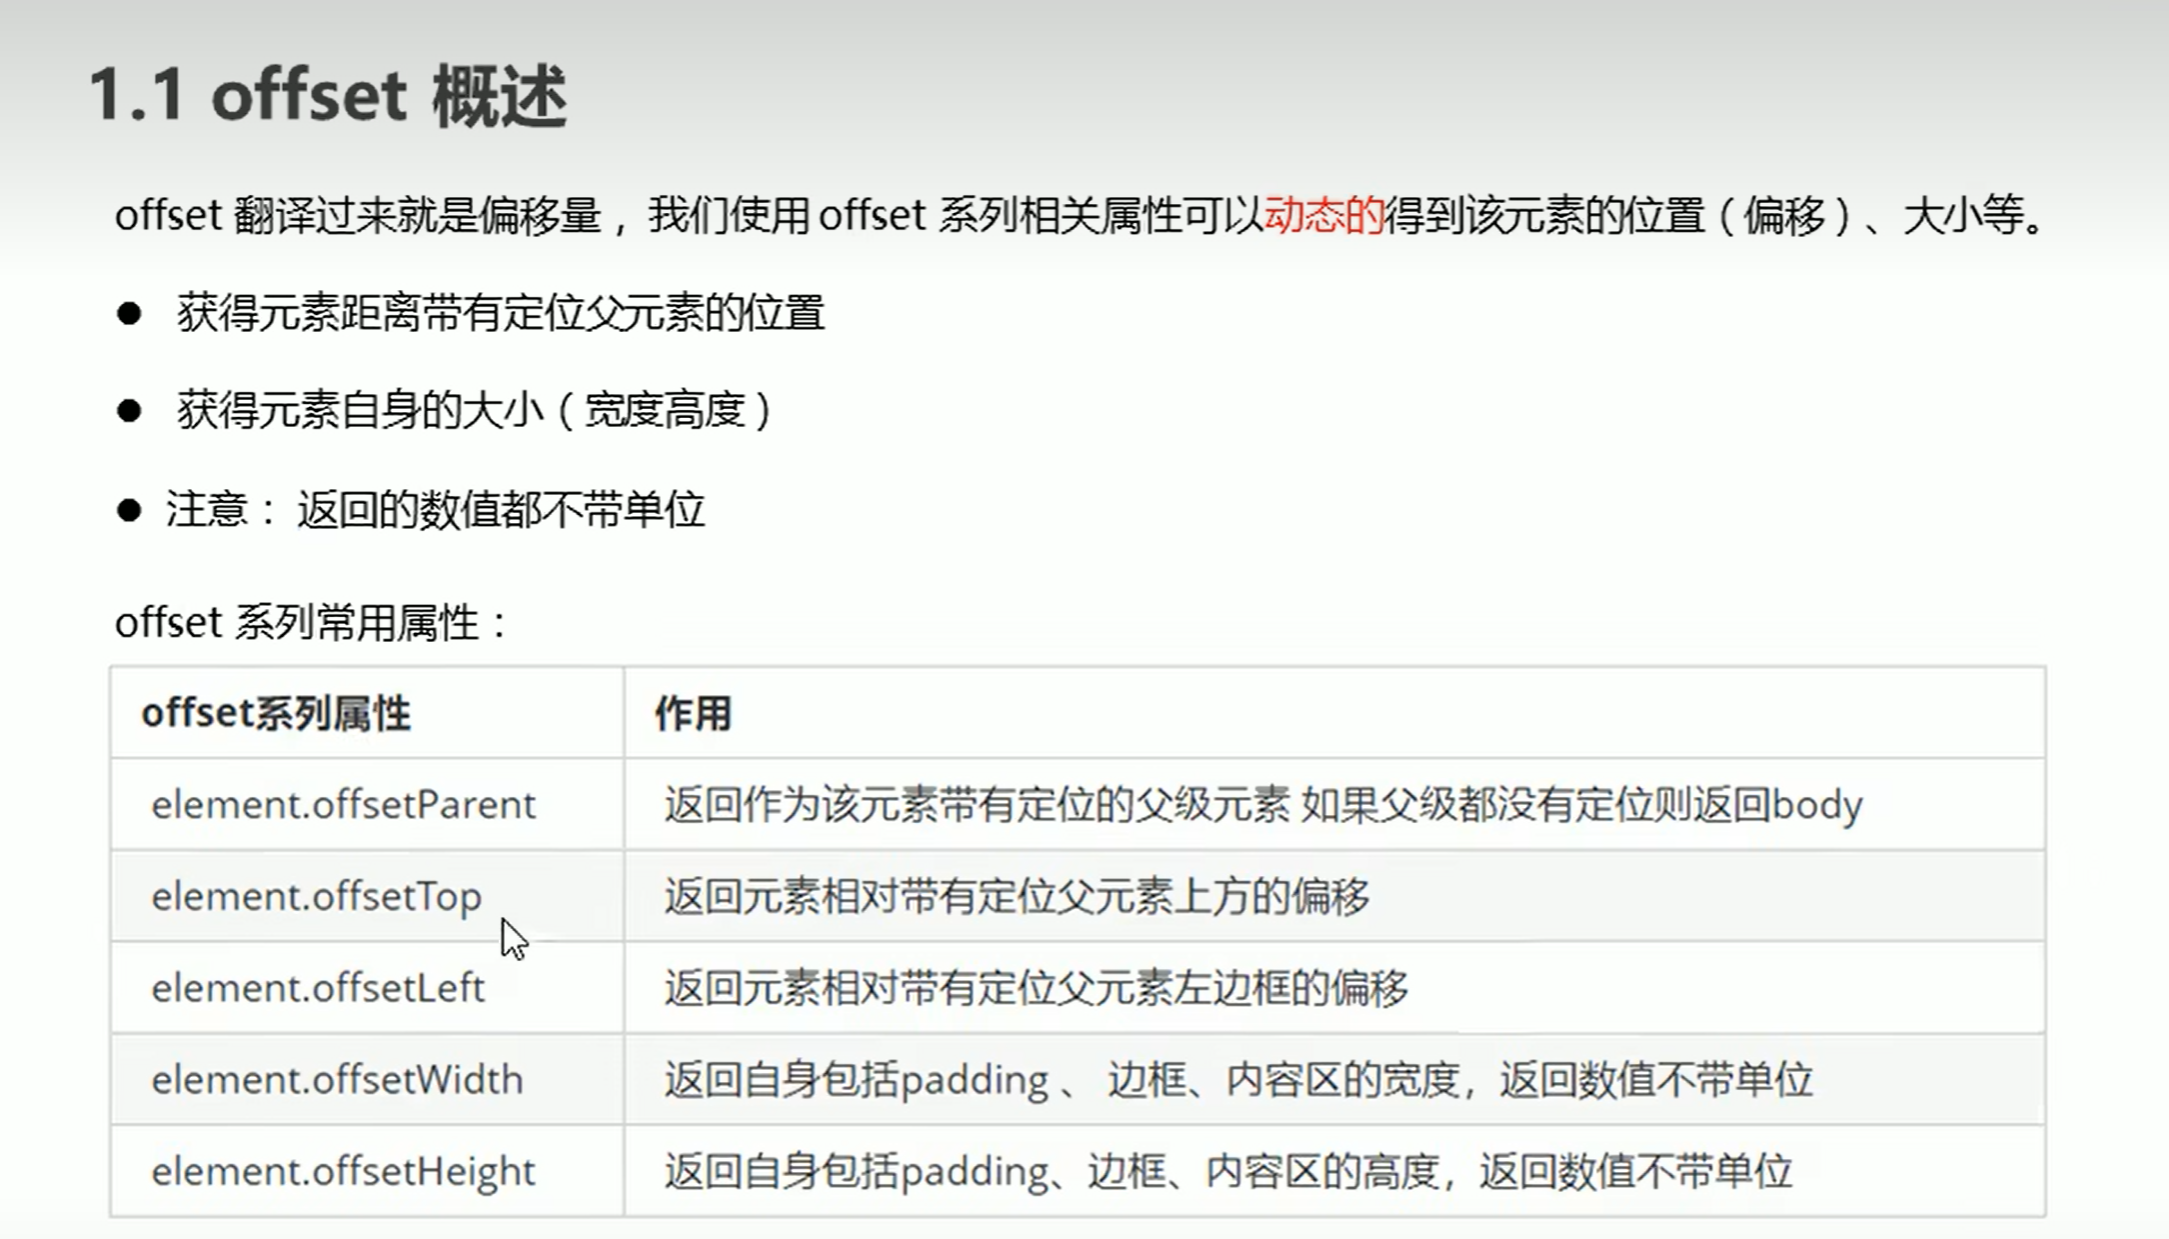 1.1 offset 概述
offset 翻译过来就是偏移量，我们使用 offset 系列相关属性可以动态的得到该元素的位置（偏移）、大小等。
● 获得元素距离带有定位父元素的位置
● 获得元素自身的大小（宽度高度）
● 注意： 返回的数值都不带单位
offset 系列常用属性：
offset系列属性 作用
element.offsetParent 返回作为该元素带有定位的父级元素 如果父级都没有定位则返回body
element.offsetTop 返回元素相对带有定位父元素上方的偏移
element.offsetLeft 返回元素相对带有定位父元素左边框的偏移
element.offsetWidth 返回自身包括padding 、 边框、内容区的宽度，返回数值不带单位
element.offsetHeight 返回自身包括padding、边框、内容区的高度，返回数值不带单位